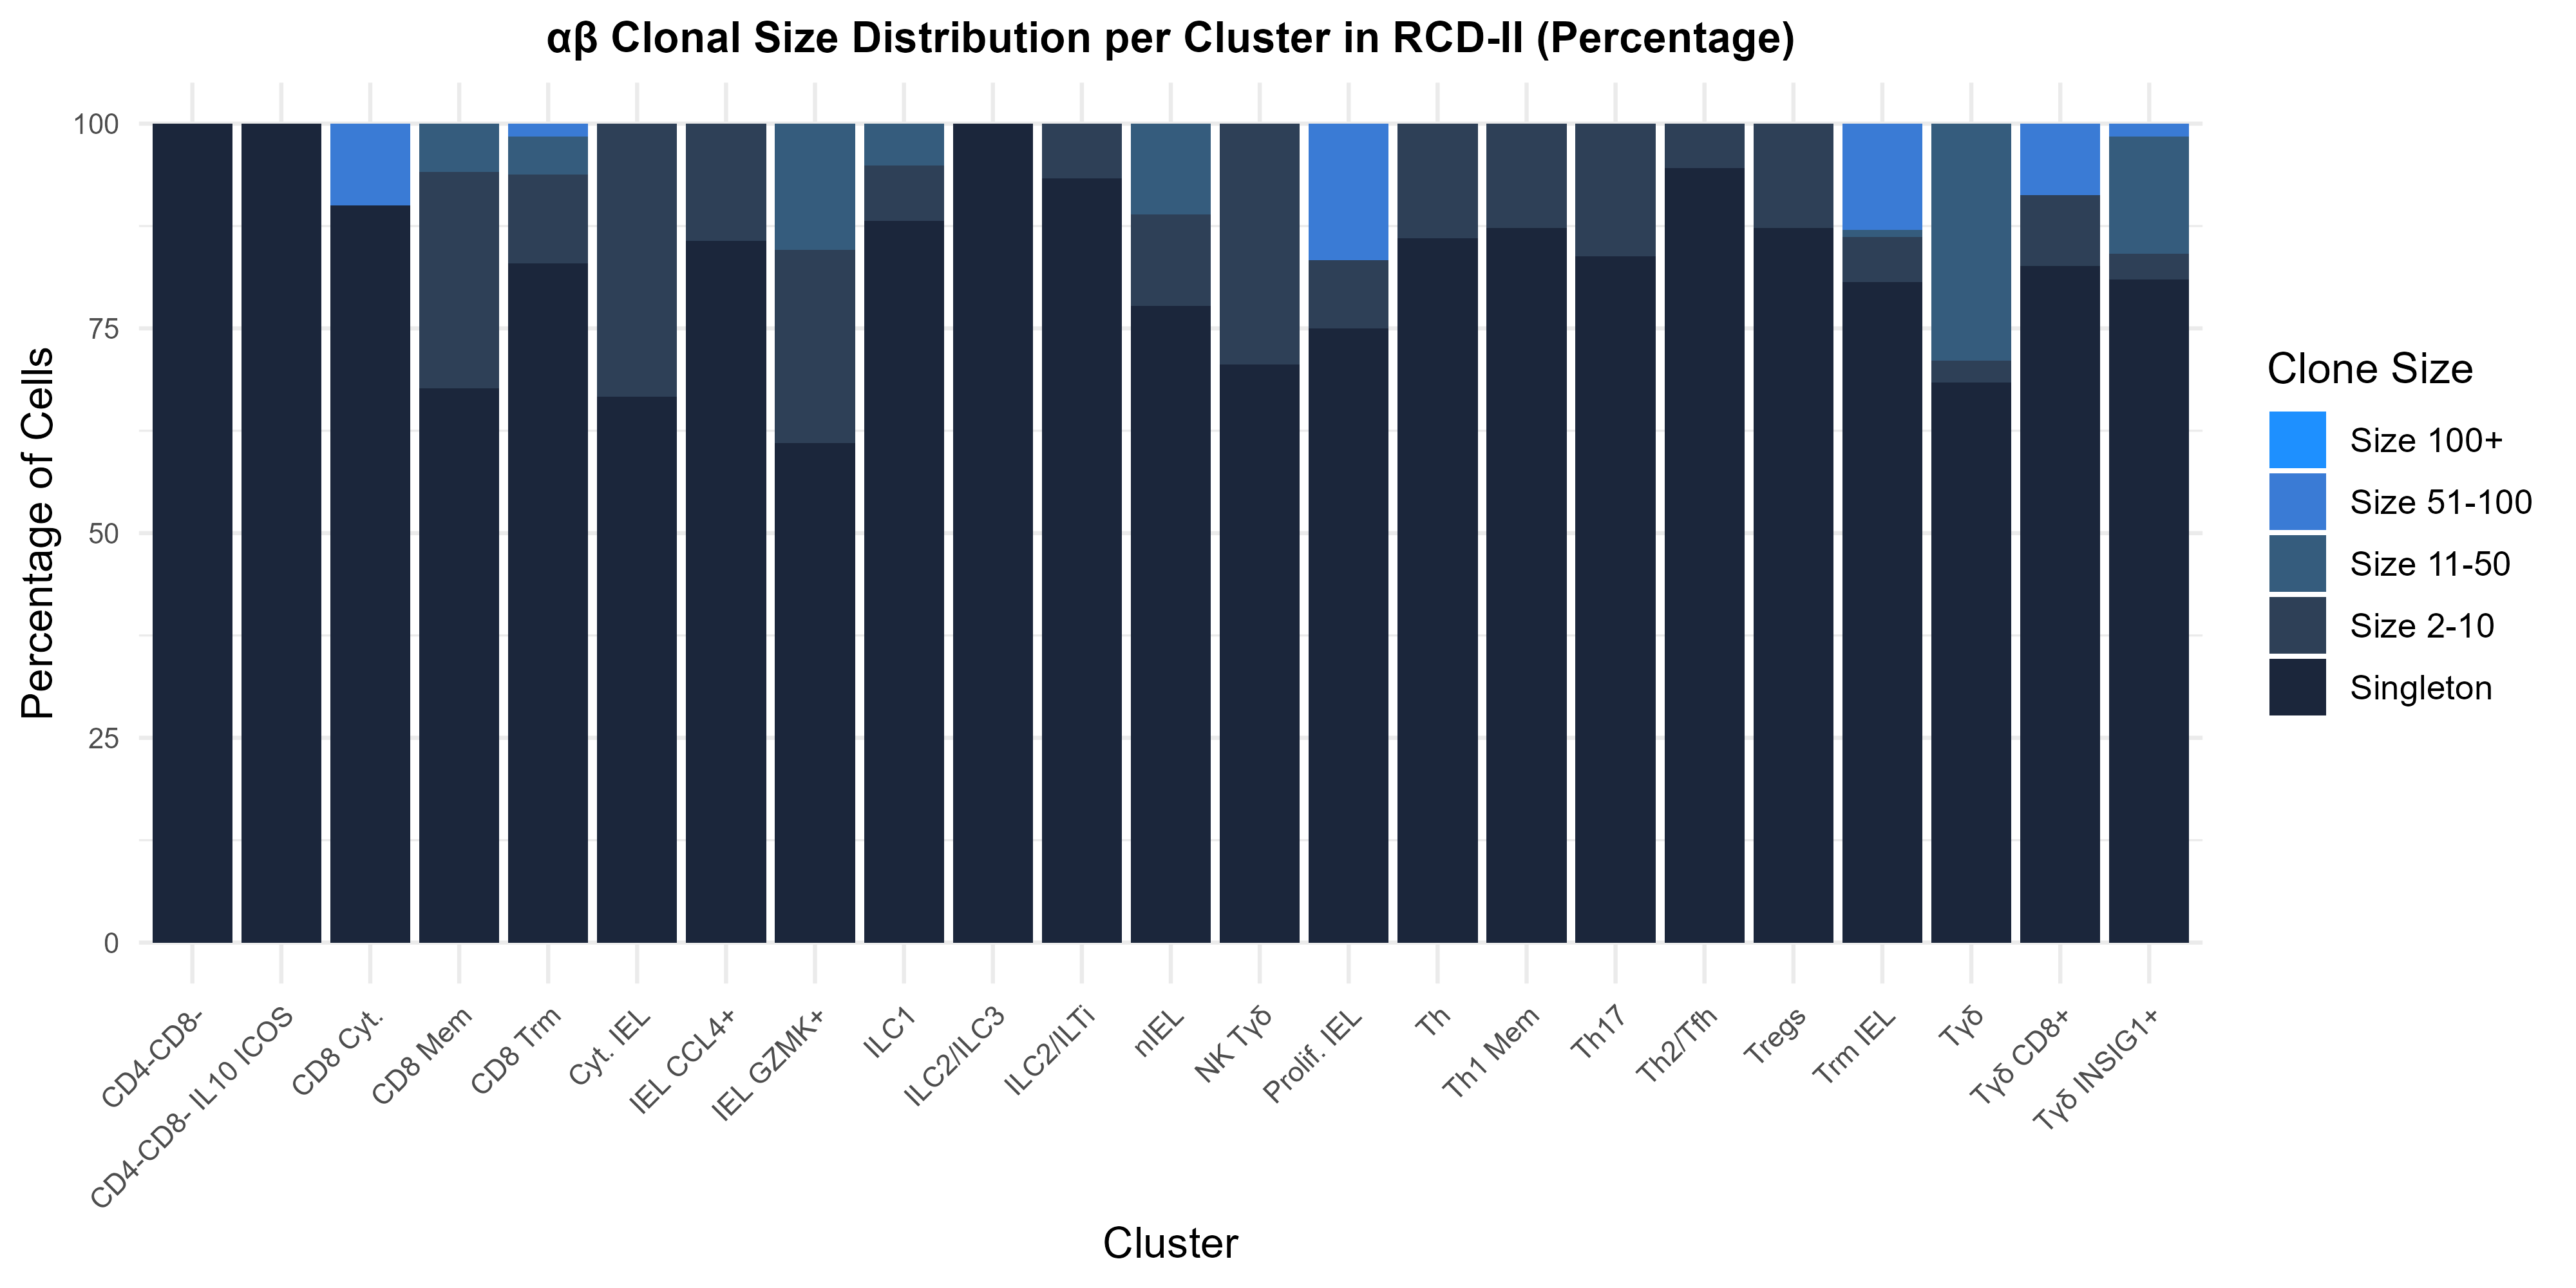 αβ Clonal Size Distribution per Cluster in RCD-II (Percentage)
Percentage of Cells
100
75
50
25
0
CD4-CD8-
CD4-CD8- IL10 ICOS
CD8 Cyt.
CD8 Mem
CD8 Trm
Cyt. IEL
IEL CCL4+
IEL GZMK+
ILC1
ILC2/ILC3
ILC2/ILTi
nIEL
NK Tγδ
Prolif. IEL
Th
Th1 Mem
Th17
Th2/Tfh
Tregs
Trm IEL
Tγδ
Tγδ CD8+
Tγδ INSIG1+
Cluster
Clone Size
Size 100+
Size 51-100
Size 11-50
Size 2-10
Singleton